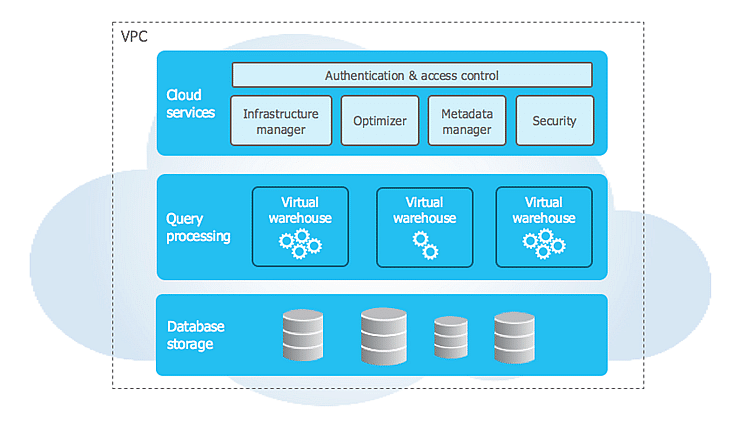 VPC
Cloud
services
Authentication & access control
Infrastructure
manager
Optimizer
Metadata
manager
Security
Query
processing
Virtual
warehouse
Virtual
warehouse
Virtual
warehouse
Database
storage